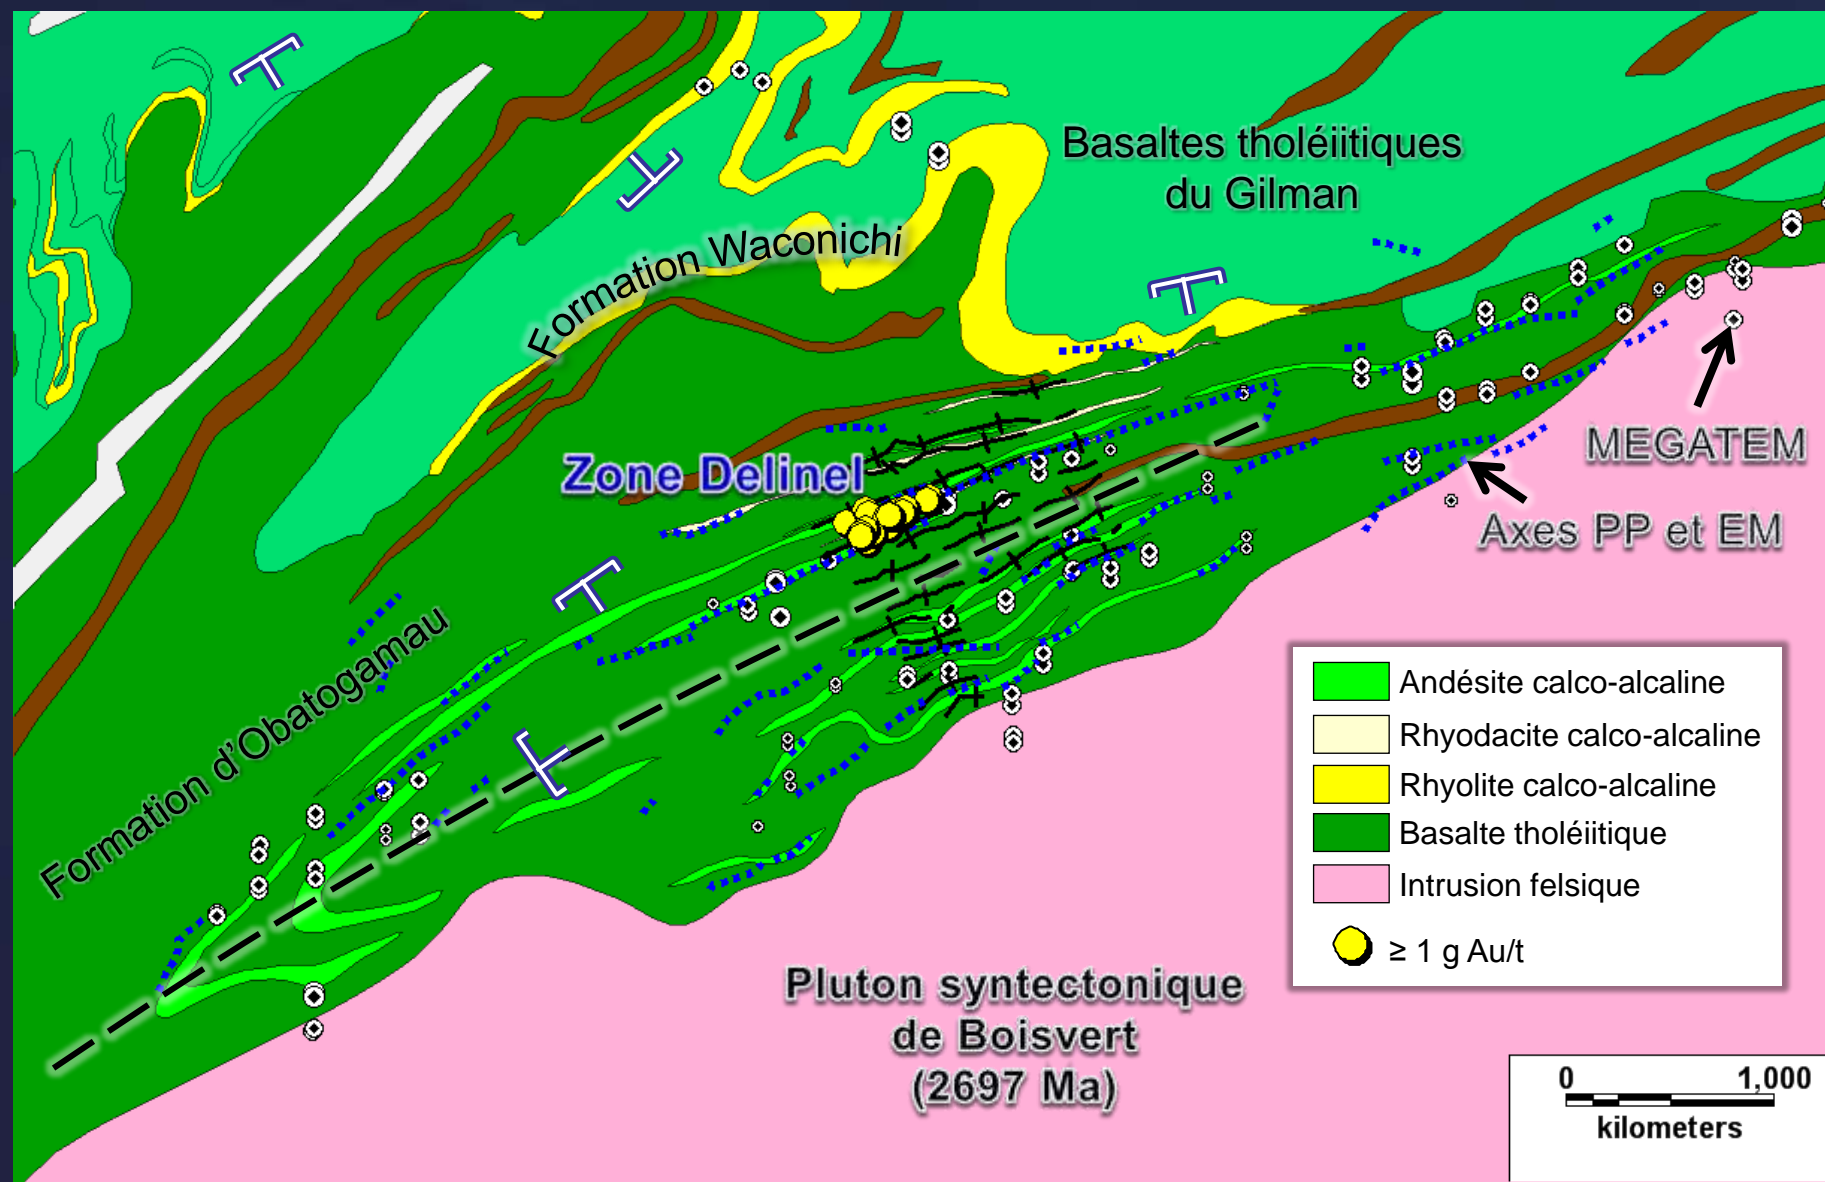 Basaltes tholéiitiques
du Gilman
Formation Waconichi
MEGATEM
Zone Delinel
Axes PP et EM
Formation d'Obatogamau
Andésite calco-alcaline
Rhyodacite calco-alcaline
Rhyolite calco-alcaline
Basalte tholéiitique
Intrusion felsique
≥ 1 g Au/t
Pluton syntectonique
de Boisvert
(2697 Ma)
0 1,000
kilometers